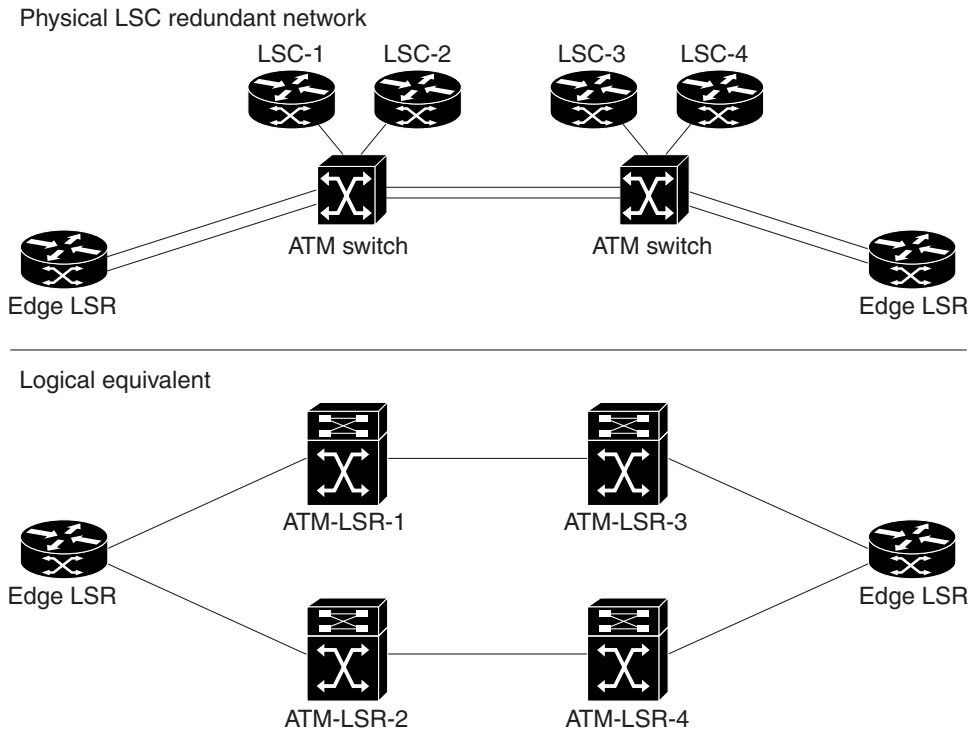 Physical LSC redundant network
LSC-1 LSC-2 LSC-3 LSC-4
ATM switch ATM switch
Edge LSR Edge LSR
Logical equivalent
ATM-LSR-1 ATM-LSR-3
Edge LSR Edge LSR
ATM-LSR-2 ATM-LSR-4